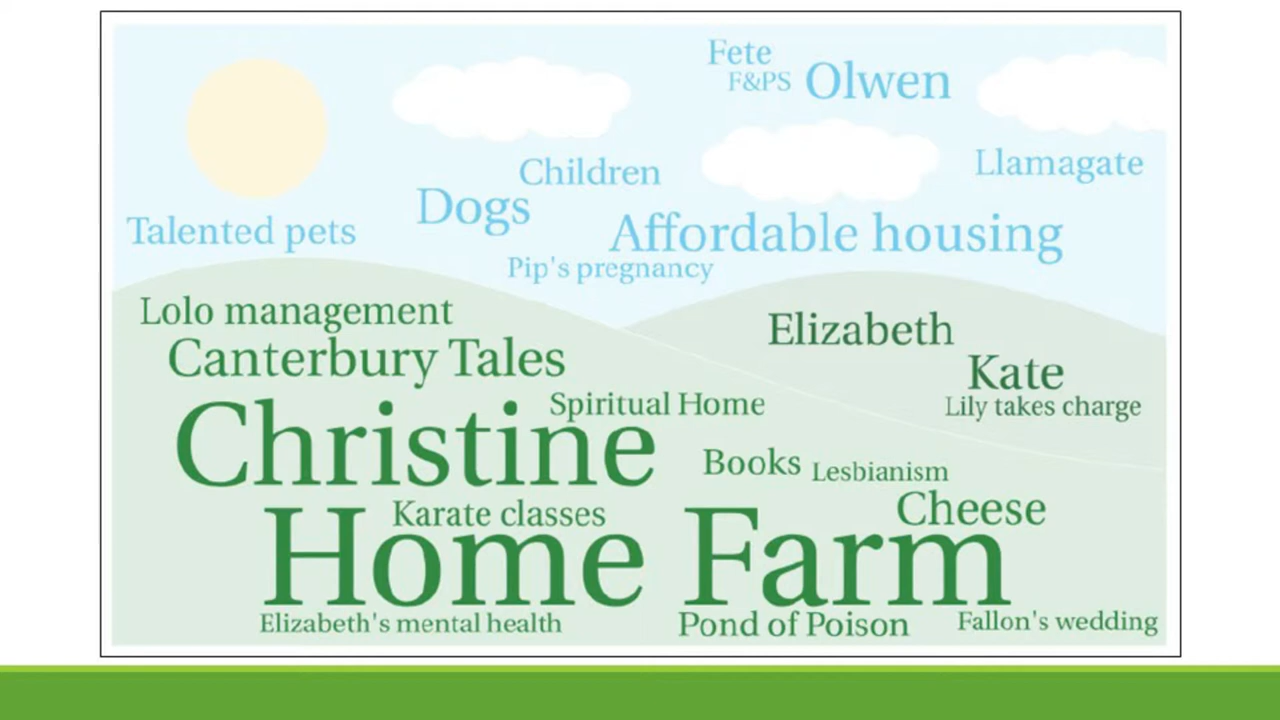 Fete
F&PS
Olwen
Children
Llamagate
Dogs
Talented pets
Affordable housing
Pip's pregnancy
Lolo management
Elizabeth
Canterbury Tales
Kate
Spiritual Home
Lily takes charge
Christine
Books
Lesbianism
Karate classes
Cheese
Home Farm
Elizabeth's mental health
Pond of Poison
Fallon's wedding